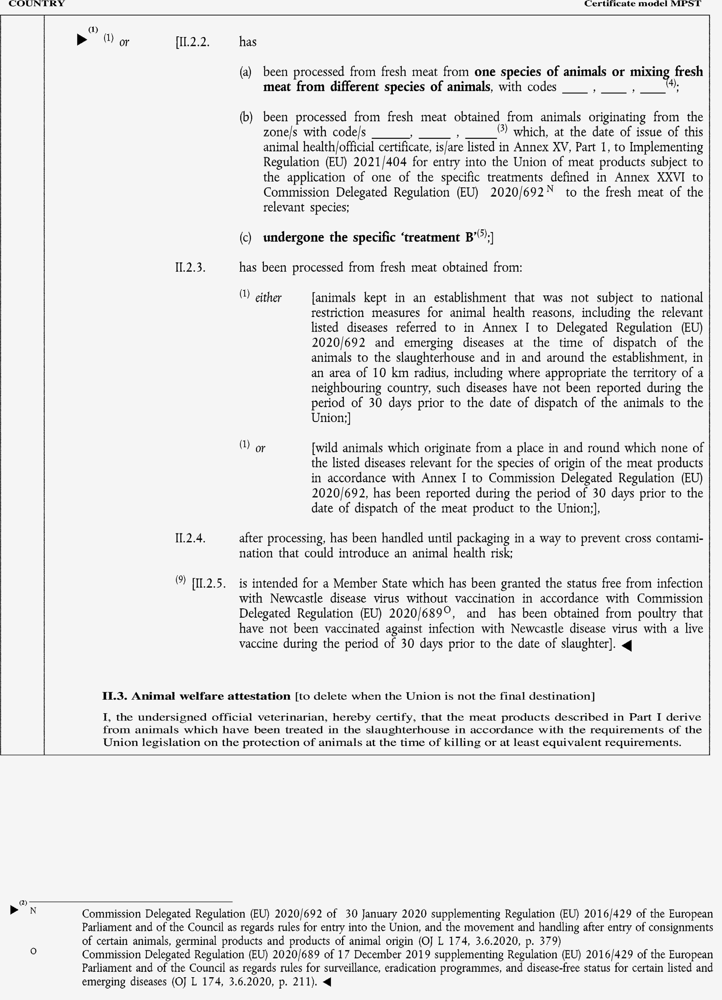 COUNTRY Certificate model MPST
▶(1) (1) or [II.2.2. has
(a) been processed from fresh meat from one species of animals or mixing fresh
meat from different species of animals, with codes ____ , ____ , ____(4);
(b) been processed from fresh meat obtained from animals originating from the
zone/s with code/s ______, _____ , _____(3) which, at the date of issue of this
animal health/official certificate, is/are listed in Annex XV, Part 1, to Implementing
Regulation (EU) 2021/404 for entry into the Union of meat products subject to
the application of one of the specific treatments defined in Annex XXVI to
Commission Delegated Regulation (EU) 2020/692 N to the fresh meat of the
relevant species;
(c) undergone the specific ‘treatment B’(5);]
II.2.3. has been processed from fresh meat obtained from:
(1) either [animals kept in an establishment that was not subject to national
restriction measures for animal health reasons, including the relevant
listed diseases referred to in Annex I to Delegated Regulation (EU)
2020/692 and emerging diseases at the time of dispatch of the
animals to the slaughterhouse and in and around the establishment, in
an area of 10 km radius, including where appropriate the territory of a
neighbouring country, such diseases have not been reported during the
period of 30 days prior to the date of dispatch of the animals to the
Union;]
(1) or [wild animals which originate from a place in and round which none of
the listed diseases relevant for the species of origin of the meat products
in accordance with Annex I to Commission Delegated Regulation (EU)
2020/692, has been reported during the period of 30 days prior to the
date of dispatch of the meat product to the Union;],
II.2.4. after processing, has been handled until packaging in a way to prevent cross contami-
nation that could introduce an animal health risk;
(9) [II.2.5. is intended for a Member State which has been granted the status free from infection
with Newcastle disease virus without vaccination in accordance with Commission
Delegated Regulation (EU) 2020/689O, and has been obtained from poultry that
have not been vaccinated against infection with Newcastle disease virus with a live
vaccine during the period of 30 days prior to the date of slaughter]. ◀
II.3. Animal welfare attestation [to delete when the Union is not the final destination]
I, the undersigned official veterinarian, hereby certify, that the meat products described in Part I derive
from animals which have been treated in the slaughterhouse in accordance with the requirements of the
Union legislation on the protection of animals at the time of killing or at least equivalent requirements.
▶(2) N Commission Delegated Regulation (EU) 2020/692 of 30 January 2020 supplementing Regulation (EU) 2016/429 of the European
Parliament and of the Council as regards rules for entry into the Union, and the movement and handling after entry of consignments
of certain animals, germinal products and products of animal origin (OJ L 174, 3.6.2020, p. 379)
O Commission Delegated Regulation (EU) 2020/689 of 17 December 2019 supplementing Regulation (EU) 2016/429 of the European
Parliament and of the Council as regards rules for surveillance, eradication programmes, and disease-free status for certain listed and
emerging diseases (OJ L 174, 3.6.2020, p. 211). ◀